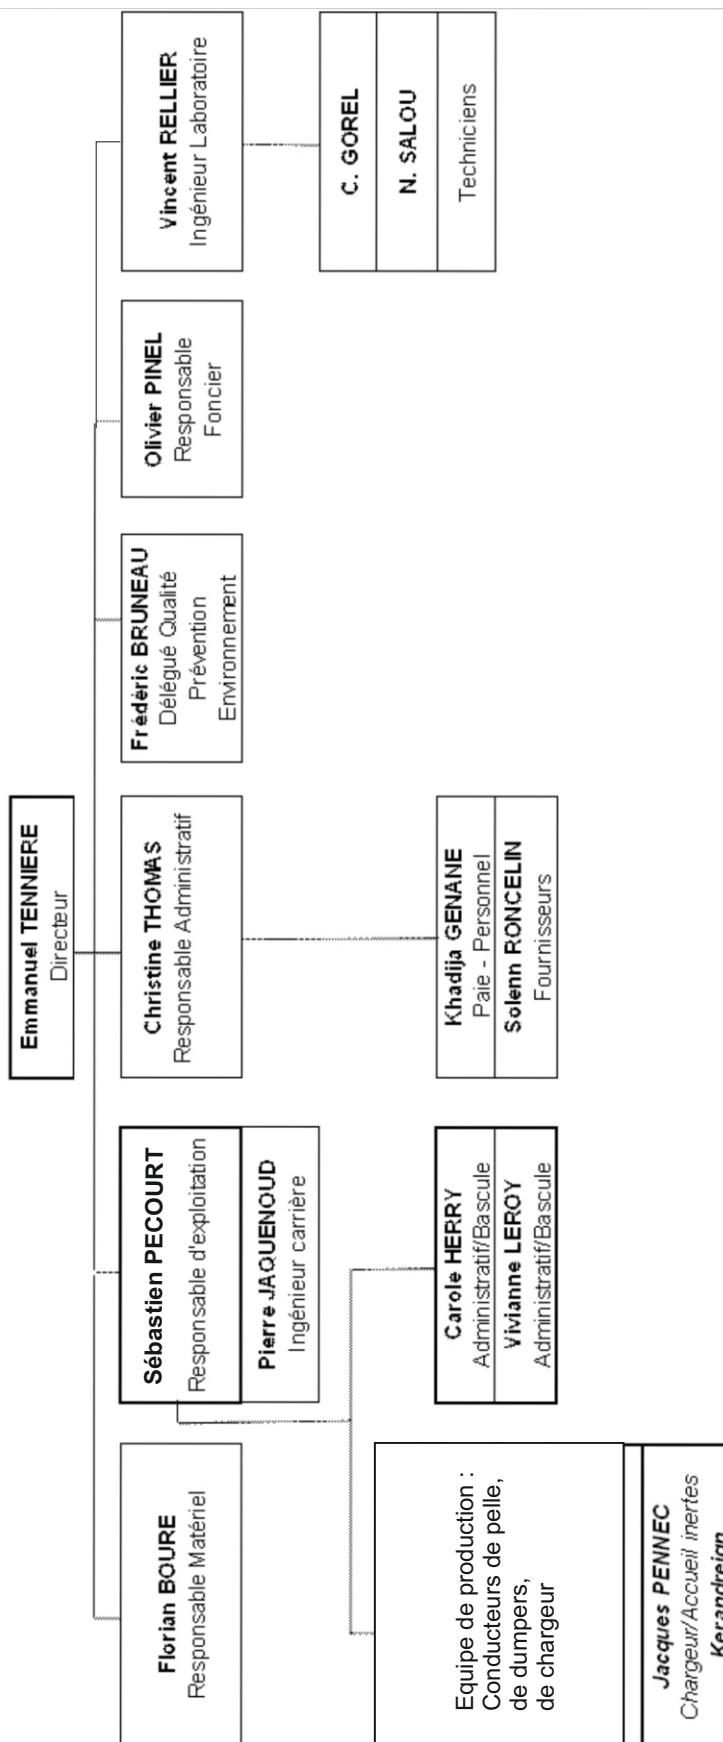 Emmanuel TENNIERE
Directeur
Florian BOURE
Responsable Matériel
Sébastien PECOURT
Responsable d'exploitation
Pierre JAQUENOUD
Ingénieur carrière
Christine THOMAS
Responsable Administratif
Frédéric BRUNEAU
Délégué Qualité
Prévention
Environnement
Olivier PINEL
Responsable
Foncier
Vincent RELLIER
Ingénieur Laboratoire
C. GOREL
N. SALOU
Techniciens
Equipe de production :
Conducteurs de pelle,
de dumpers,
de chargeur
Carole HERRY
Administratif/Bascule
Vivianne LEROY
Administratif/Bascule
Khadija GENANE
Paie - Personnel
Solenn RONCELIN
Fournisseurs
Jacques PENNEC
Chargeur/Accueil inertes
Kerandreign